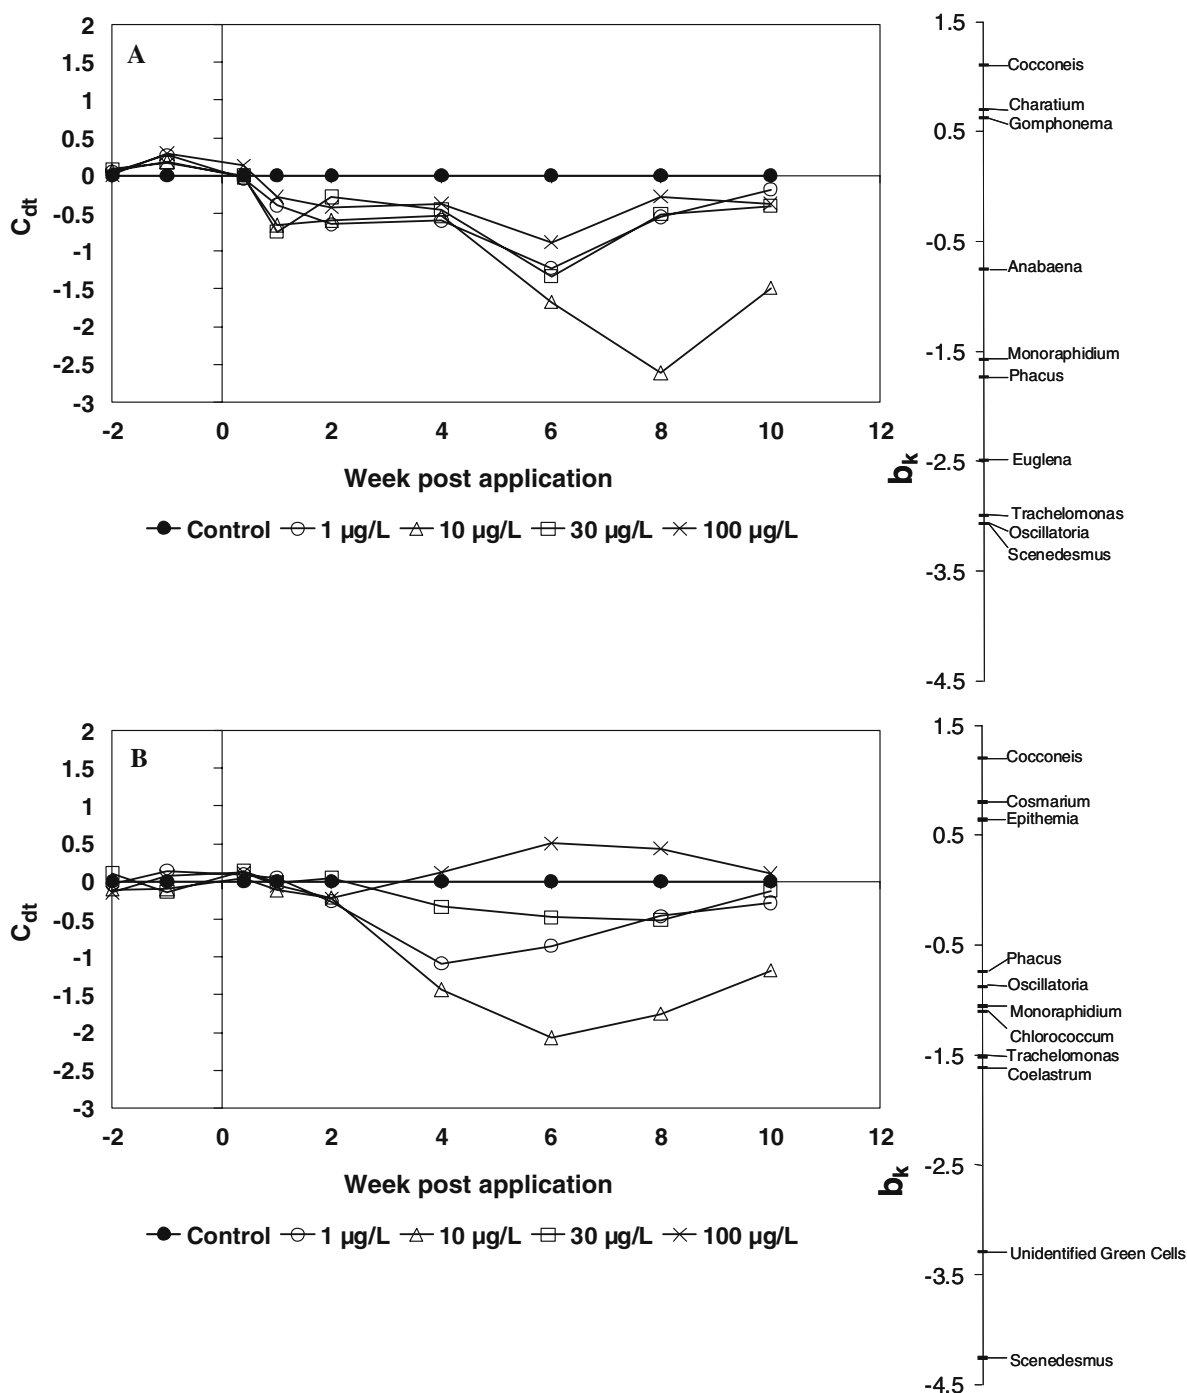 A
2
1.5
1
0.5
0
-0.5
-1
-1.5
-2
-2.5
-3
Cdt
-2 0 2 4 6 8 10 12
Week post application
Control 1 µg/L 10 µg/L 30 µg/L 100 µg/L
1.5
0.5
-0.5
-1.5
-2.5
-3.5
-4.5
bk
Cocconeis
Charatium
Gomphonema
Anabaena
Monoraphidium
Phacus
Euglena
Trachelomonas
Oscillatoria
Scenedesmus
B
2
1.5
1
0.5
0
-0.5
-1
-1.5
-2
-2.5
-3
Cdt
-2 0 2 4 6 8 10 12
Week post application
Control 1 µg/L 10 µg/L 30 µg/L 100 µg/L
1.5
0.5
-0.5
-1.5
-2.5
-3.5
-4.5
bk
Cocconeis
Cosmarium
Epithemia
Phacus
Oscillatoria
Monoraphidium
Chlorococcum
Trachelomonas
Coelastrum
Unidentified Green Cells
Scenedesmus